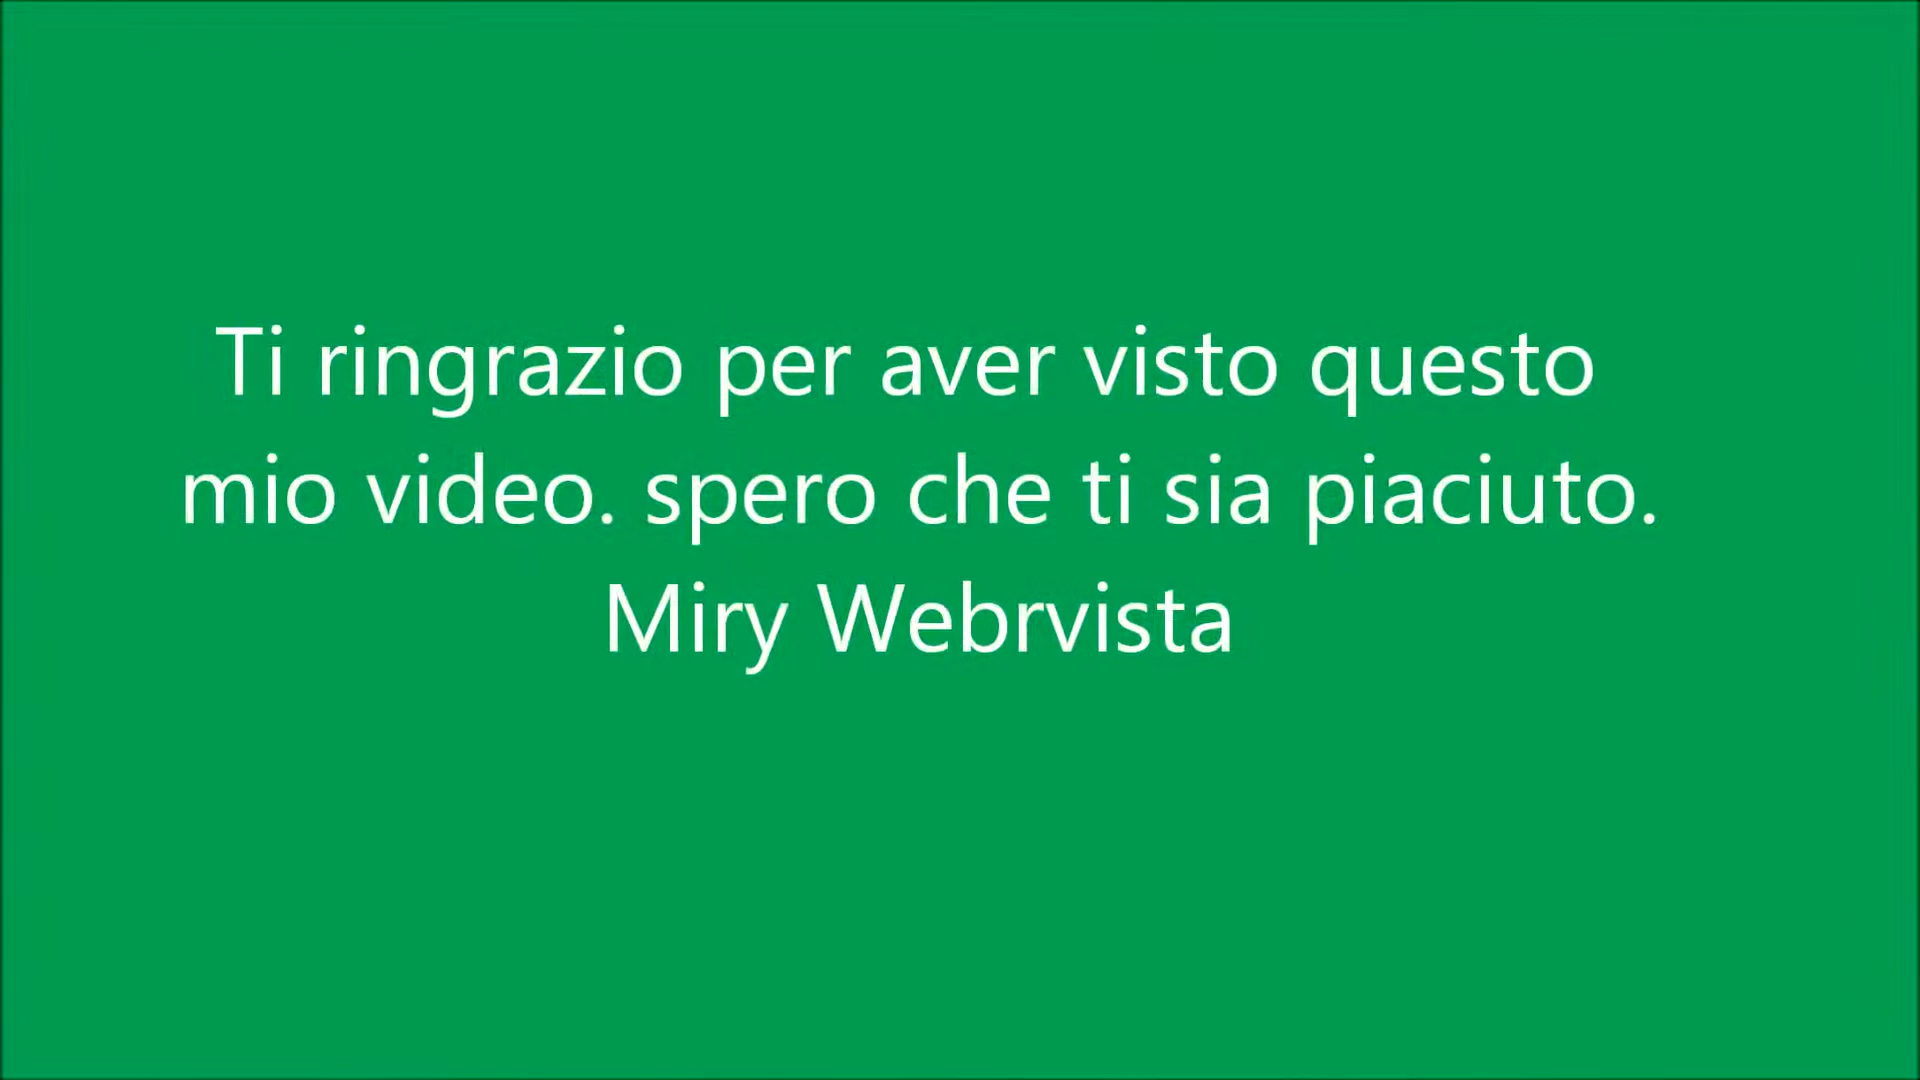 Ti ringrazio per aver visto questo
mio video. spero che ti sia piaciuto.
Miry Webrvista